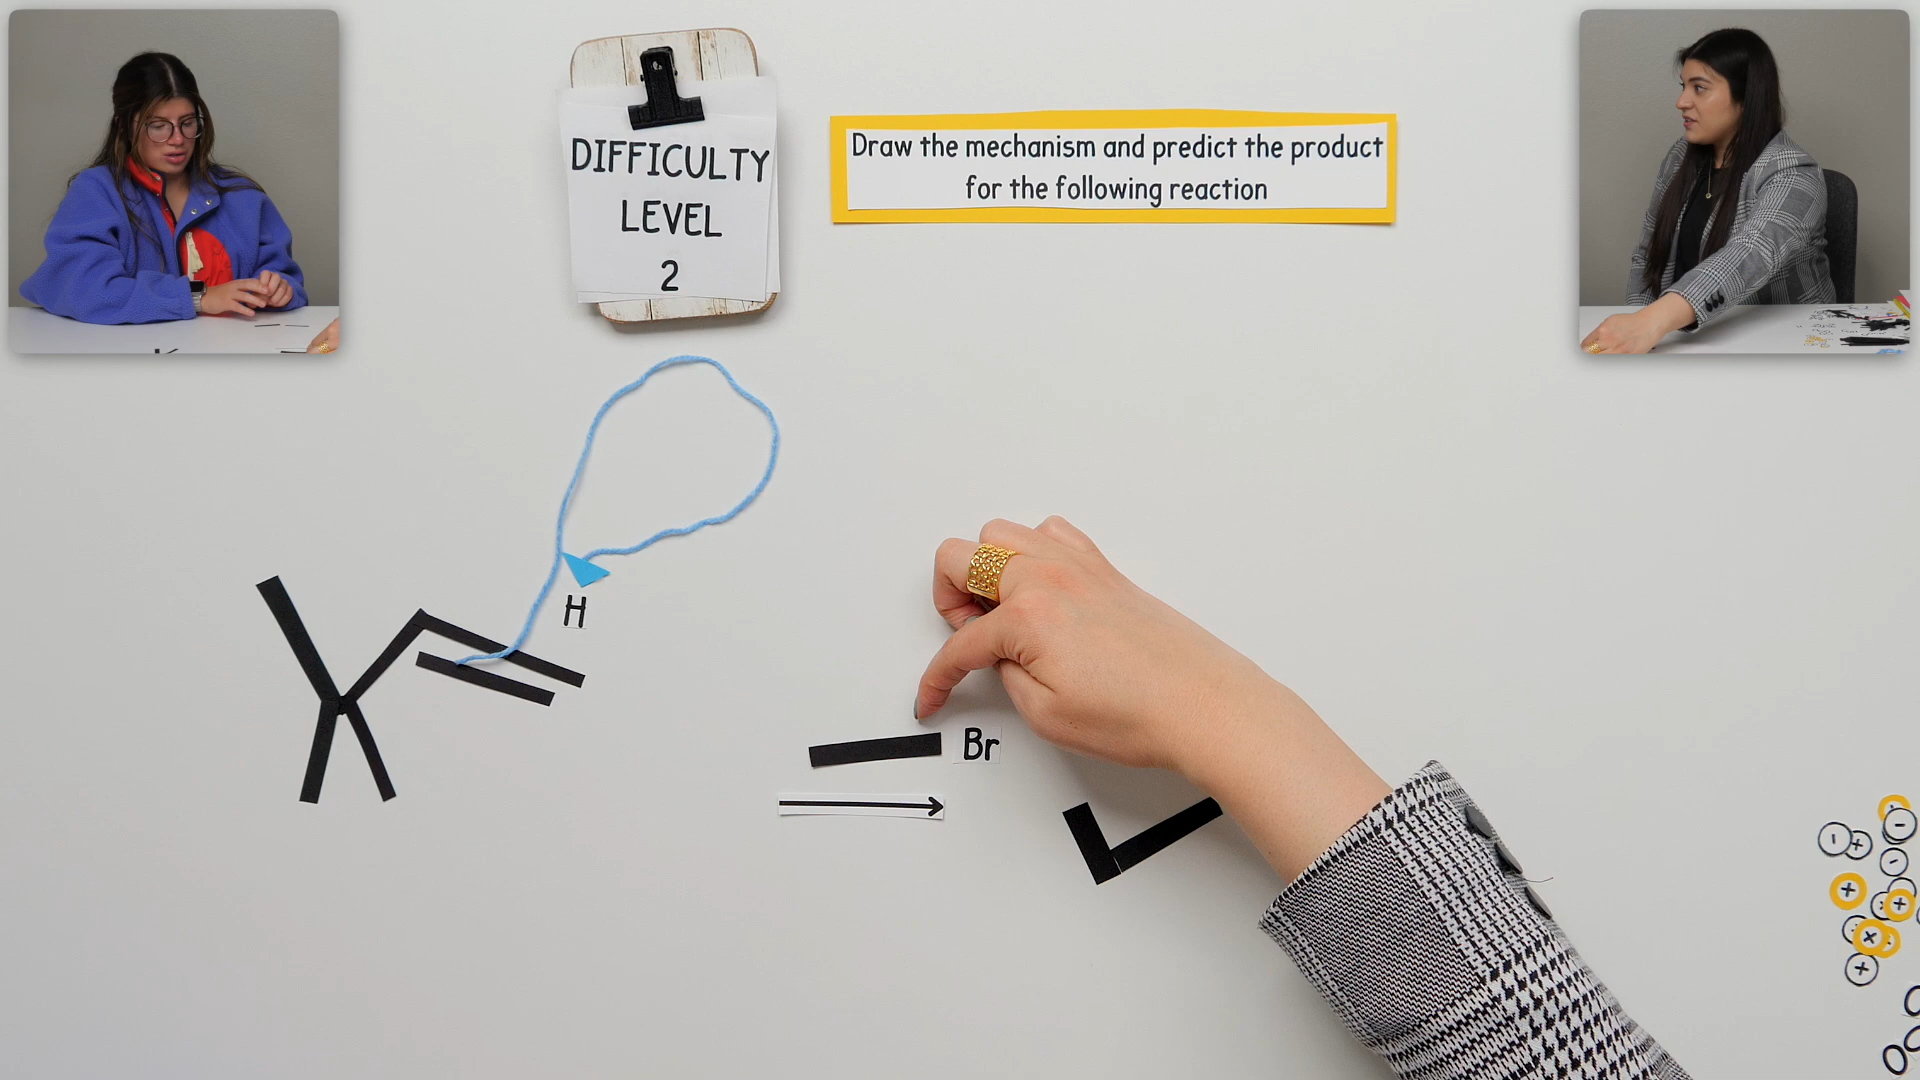 DIFFICULTY
LEVEL
2
Draw the mechanism and predict the product
for the following reaction
H
Br